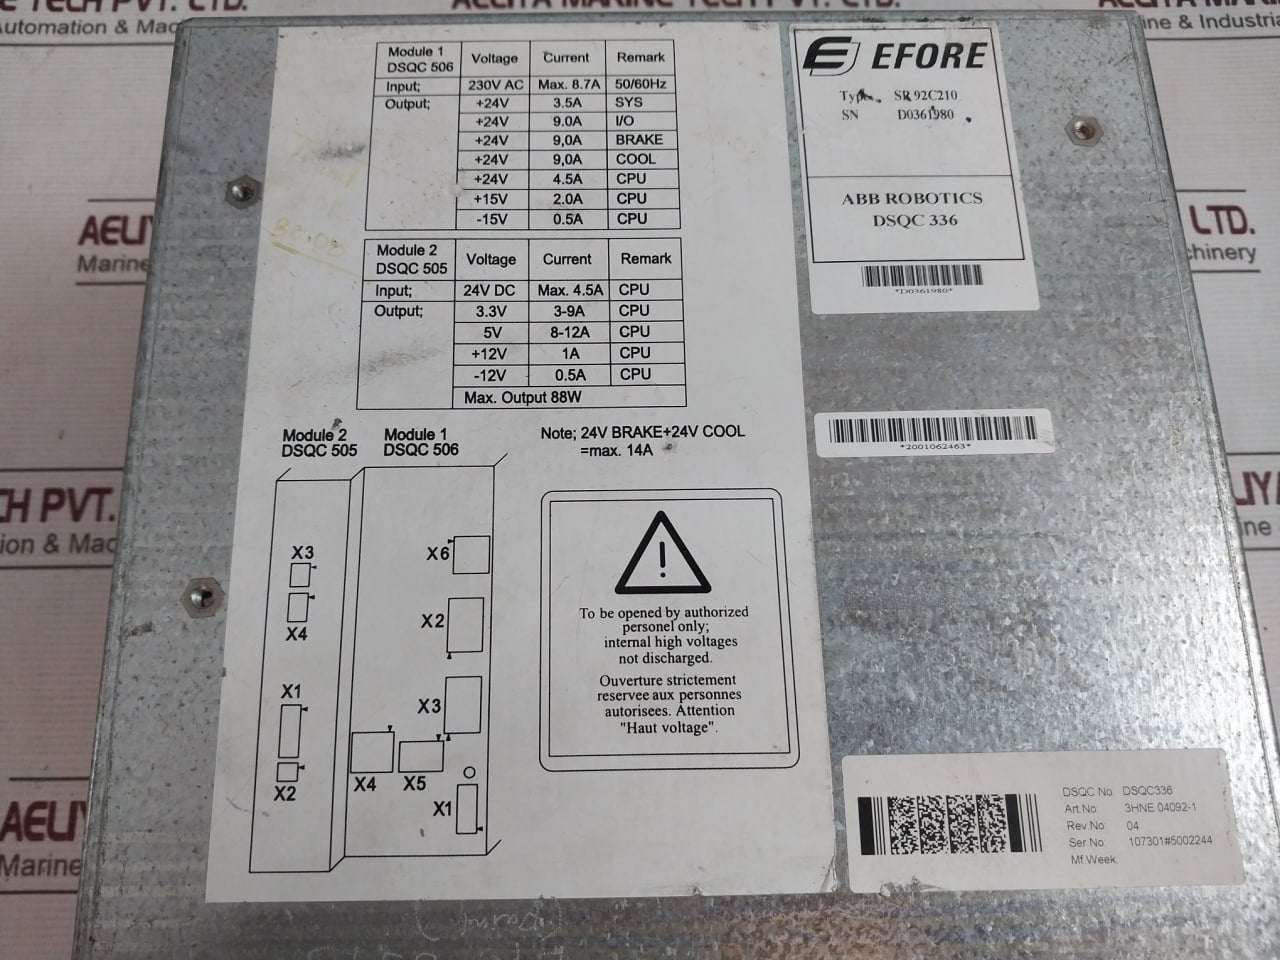 Module 1 DSQC 506 Voltage Current Remark
Input; 230V AC Max. 8.7A 50/60Hz
Output; +24V 3.5A SYS
+24V 9.0A I/O
+24V 9,0A BRAKE
+24V 9,0A COOL
+24V 4.5A CPU
+15V 2.0A CPU
-15V 0.5A CPU
Module 2 DSQC 505 Voltage Current Remark
Input; 24V DC Max. 4.5A CPU
Output; 3.3V 3-9A CPU
5V 8-12A CPU
+12V 1A CPU
-12V 0.5A CPU
Max. Output 88W
Note; 24V BRAKE+24V COOL
=max. 14A
Module 2 DSQC 505
Module 1 DSQC 506
X3
X4
X1
X2
X6
X2
X3
X4 X5
X1
!
To be opened by authorized
personel only;
internal high voltages
not discharged.
Ouverture strictement
reservee aux personnes
autorisees. Attention
"Haut voltage".
EFORE
Type. SR 92C210
SN D0361980
ABB ROBOTICS
DSQC 336
*D0361980*
*2001062463*
DSQC No. DSQC336
Art.No. 3HNE 04092-1
Rev.No 04
Ser.No. 107301#5002244
Mf.Week
80.00